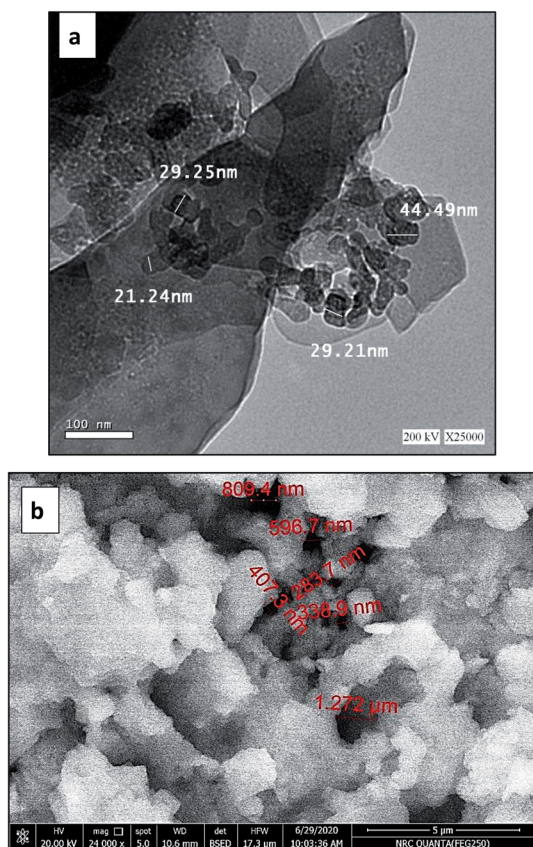 a
29.25nm
44.49nm
21.24nm
29.21nm
100 nm
200 kV X25000
b
809.4 nm
596.7 nm
283.7 nm
407.3 nm
338.9 nm
1.272 µm
HV mag □ spot WD det HFW 6/29/2020 5 µm
20.00 kV 24 000 x 5.0 10.6 mm BSED 17.3 µm 10:03:36 AM NRC QUANTA(FEG250)